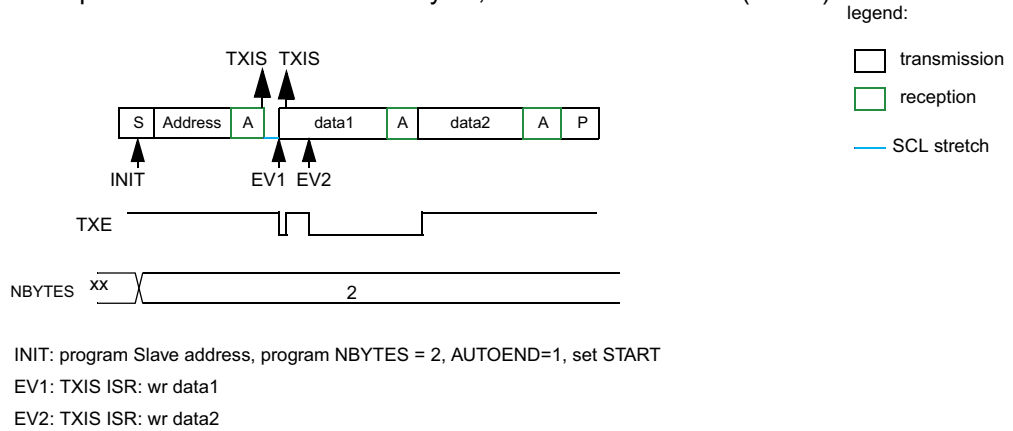 legend:
transmission
reception
SCL stretch
TXIS TXIS
S Address A data1 A data2 A P
INIT EV1 EV2
TXE
NBYTES xx 2
INIT: program Slave address, program NBYTES = 2, AUTOEND=1, set START
EV1: TXIS ISR: wr data1
EV2: TXIS ISR: wr data2